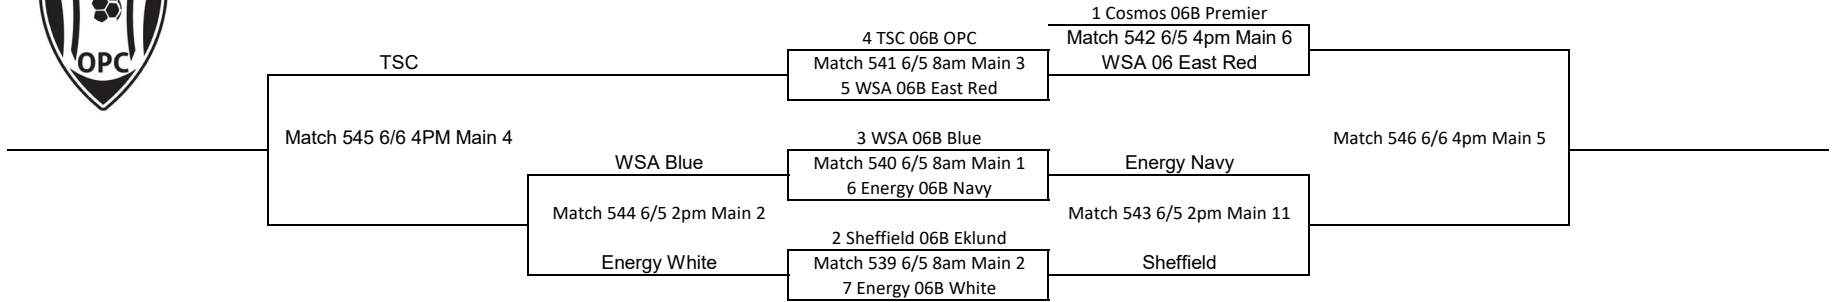 OPC
1 Cosmos 06B Premier
4 TSC 06B OPC
Match 542 6/5 4pm Main 6
TSC
Match 541 6/5 8am Main 3
WSA 06 East Red
5 WSA 06B East Red
Match 545 6/6 4PM Main 4
3 WSA 06B Blue
Match 546 6/6 4pm Main 5
WSA Blue
Match 540 6/5 8am Main 1
Energy Navy
6 Energy 06B Navy
Match 544 6/5 2pm Main 2
Match 543 6/5 2pm Main 11
2 Sheffield 06B Eklund
Energy White
Match 539 6/5 8am Main 2
Sheffield
7 Energy 06B White